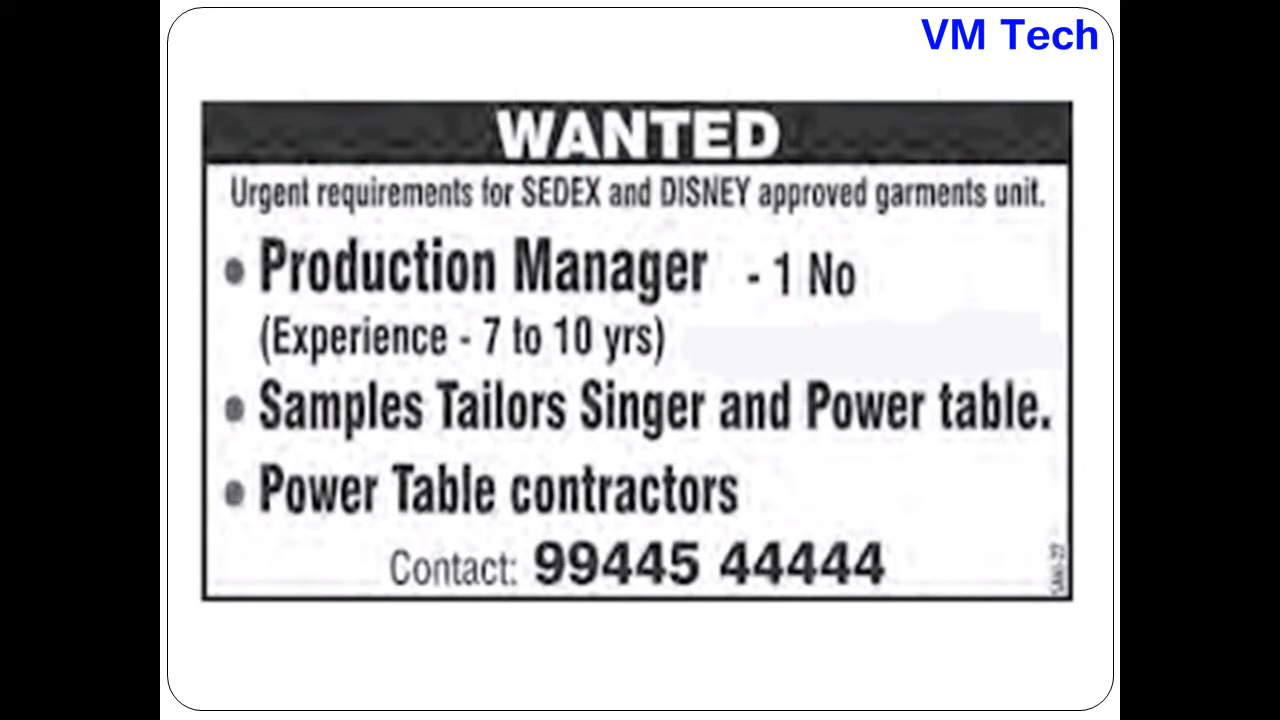 VM Tech
WANTED
Urgent requirements for SEDEX and DISNEY approved garments unit.
• Production Manager - 1 No
(Experience - 7 to 10 yrs)
• Samples Tailors Singer and Power table.
• Power Table contractors
Contact: 99445 44444